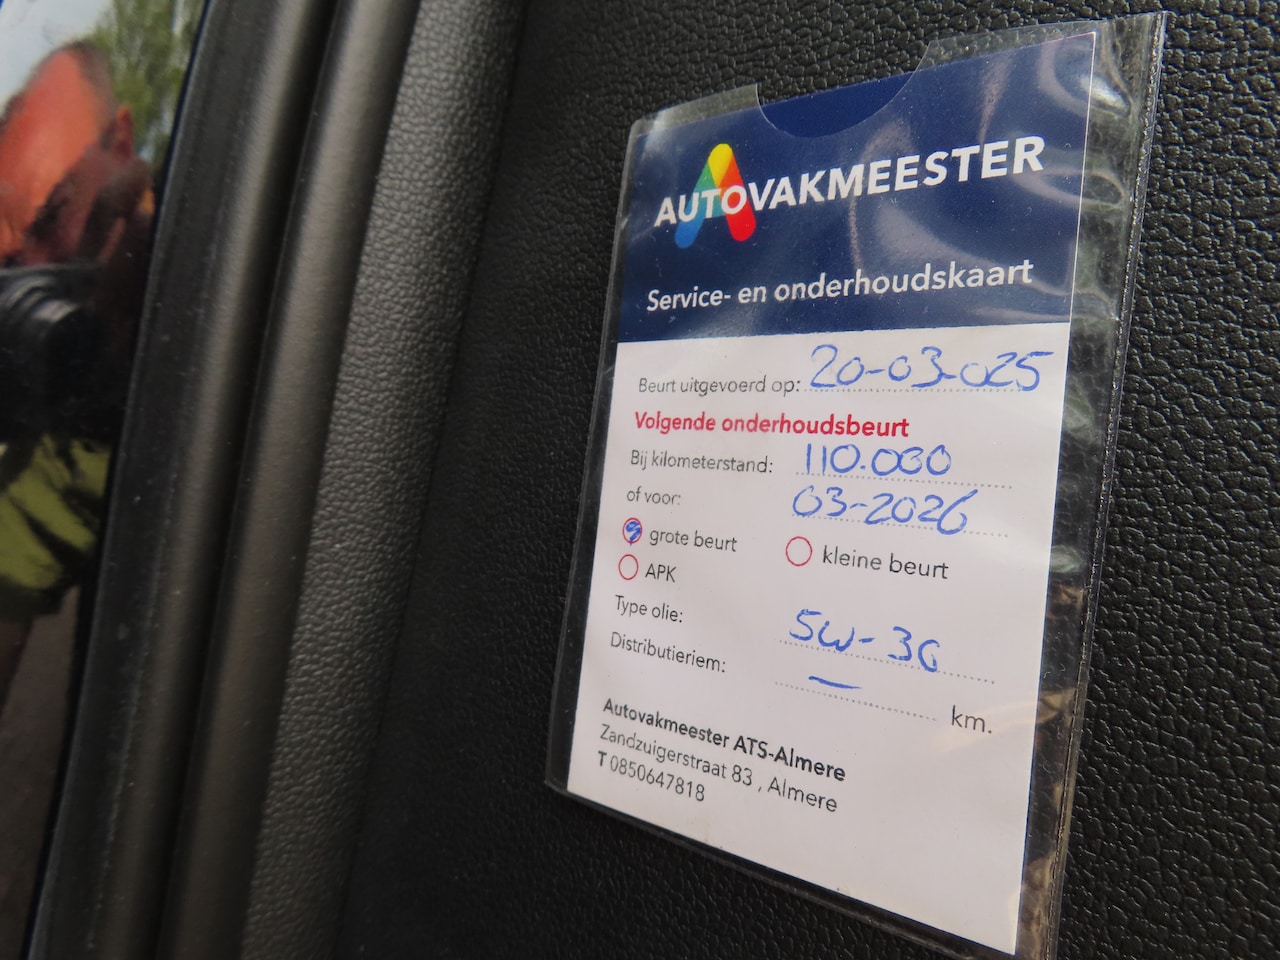 AUTOVAKMEESTER
Service- en onderhoudskaart
Beurt uitgevoerd op: 20-03-025
Volgende onderhoudsbeurt
Bij kilometerstand: 110.000
of voor: 03-2026
grote beurt kleine beurt
APK
Type olie: 5W-30
Distributieriem: — km.
Autovakmeester ATS-Almere
Zandzuigerstraat 83 , Almere
T 0850647818